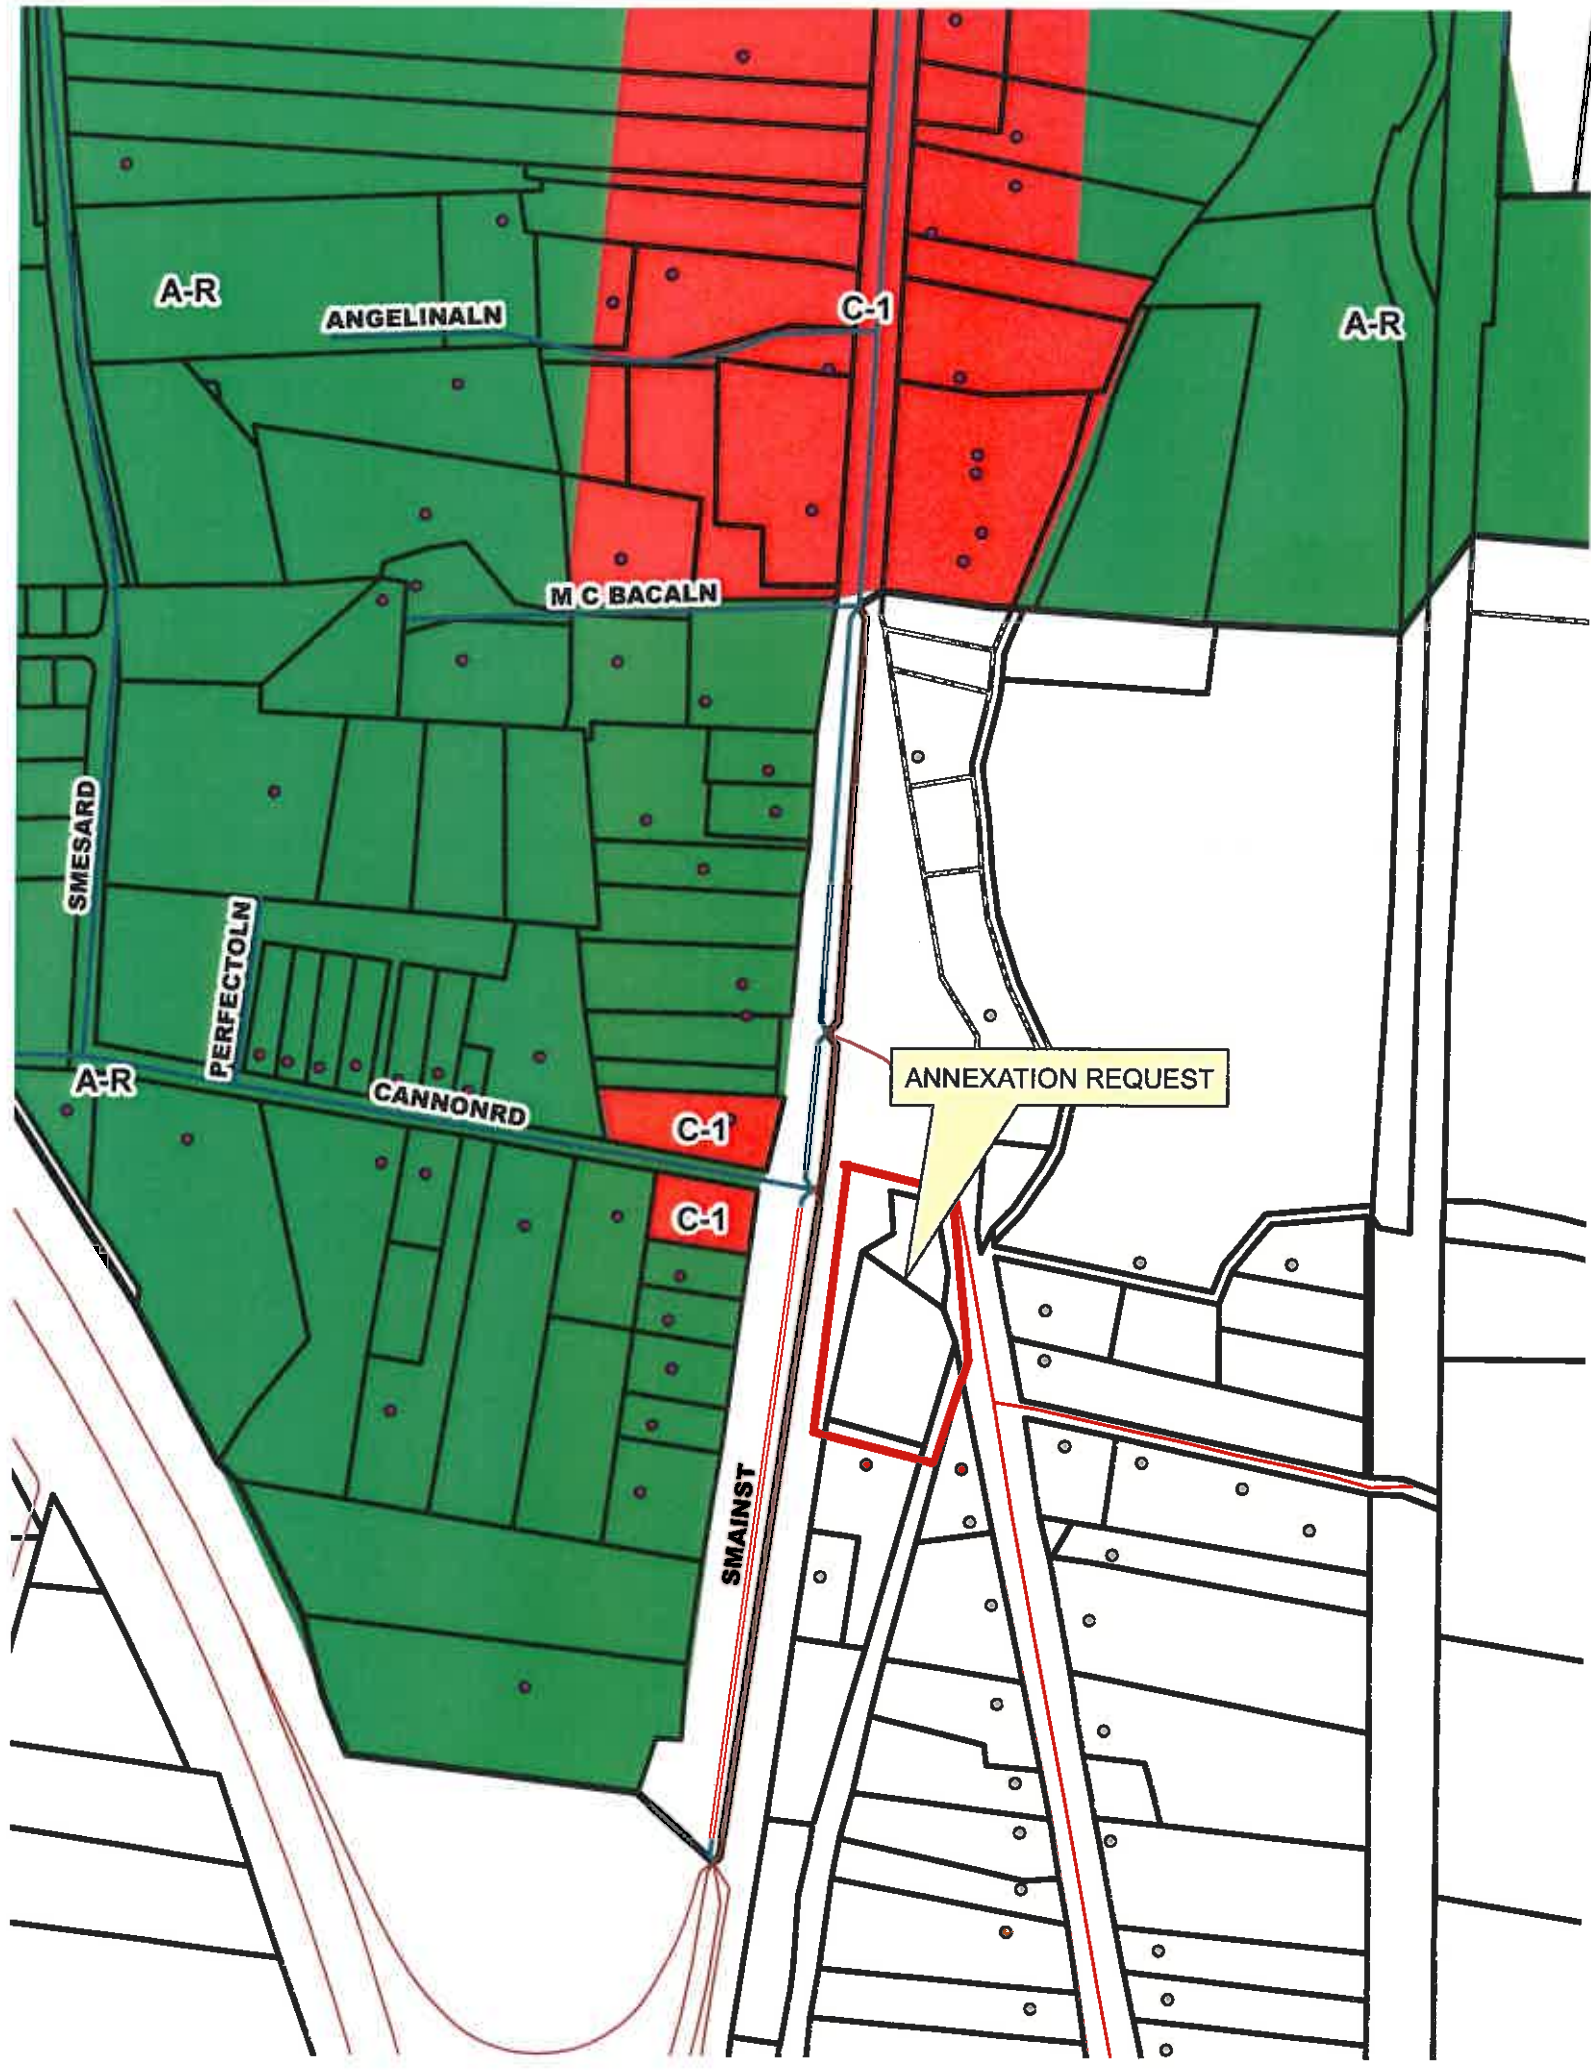 A-R
ANGELINALN
C-1
A-R
M C BACALN
SMESARD
PERFECTOLN
A-R
CANNONRD
ANNEXATION REQUEST
C-1
C-1
SMAINST